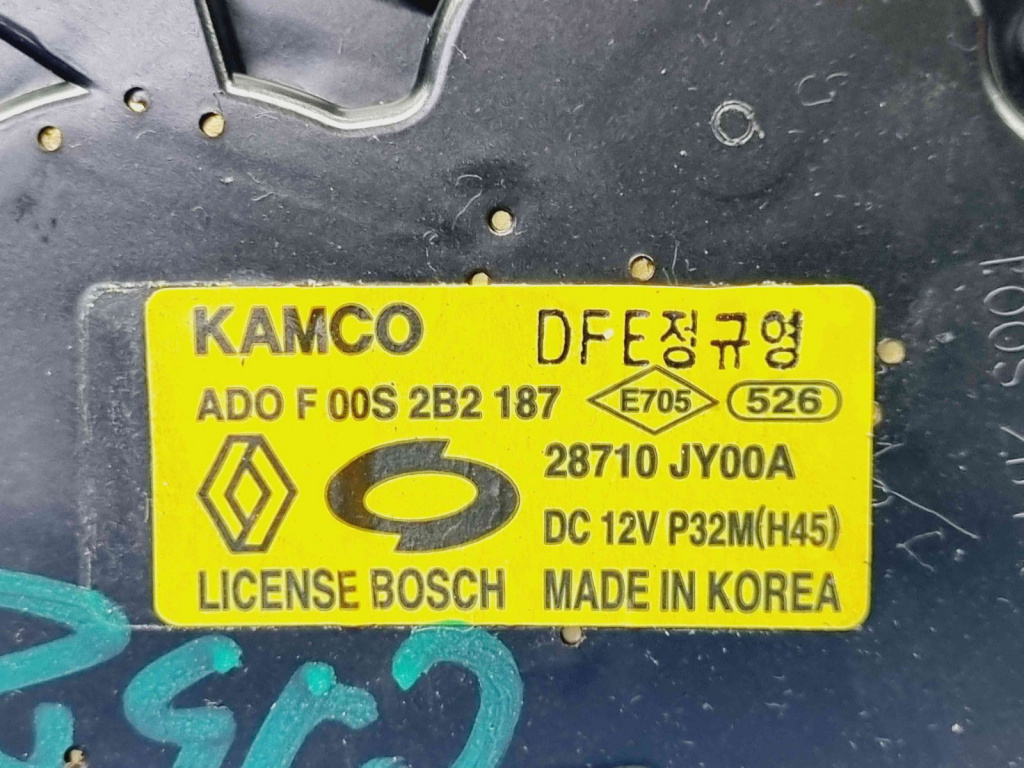 KAMCO
DFE정규영
ADO F 00S 2B2 187
E705
526
28710 JY00A
DC 12V P32M(H45)
LICENSE BOSCH
MADE IN KOREA